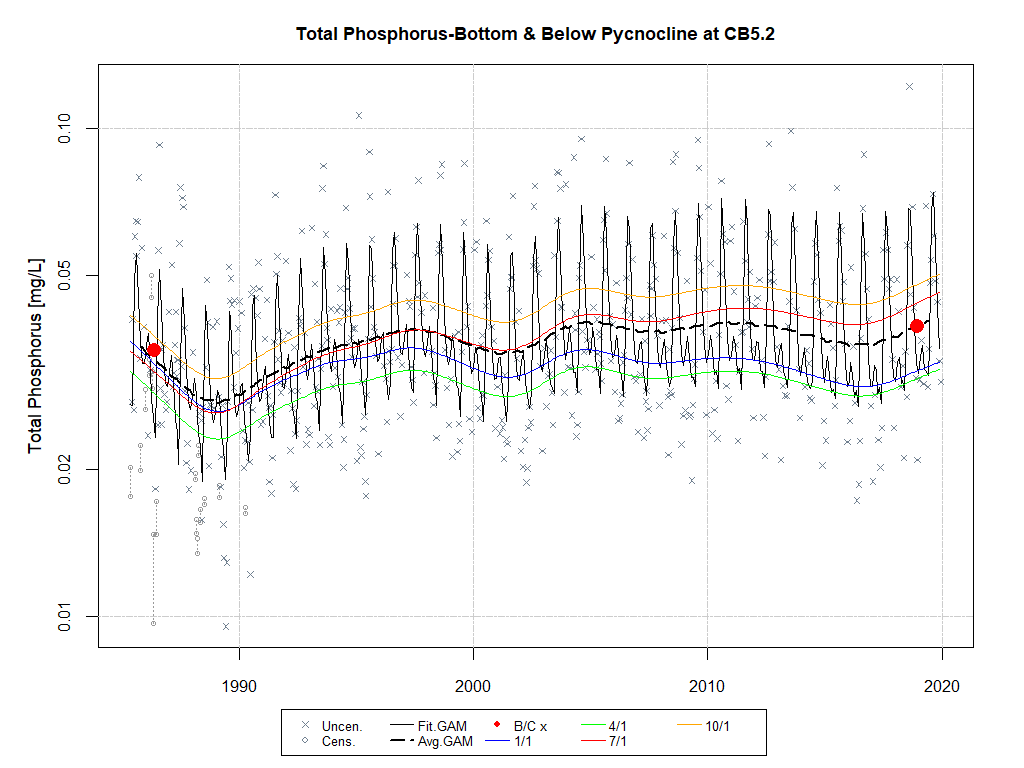 Total Phosphorus-Bottom & Below Pycnocline at CB5.2
Total Phosphorus [mg/L]
0.10
0.05
0.02
0.01
1990 2000 2010 2020
Uncen. Fit.GAM B/C x 4/1 10/1
Cens. Avg.GAM 1/1 7/1